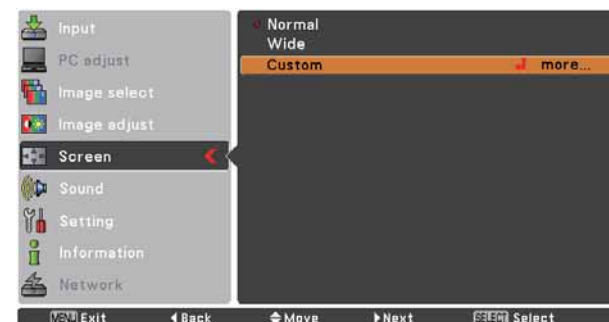 Input
PC adjust
Image select
Image adjust
Screen
Sound
Setting
Information
Network
Normal
Wide
Custom more...
MENU Exit Back Move Next SELECT Select